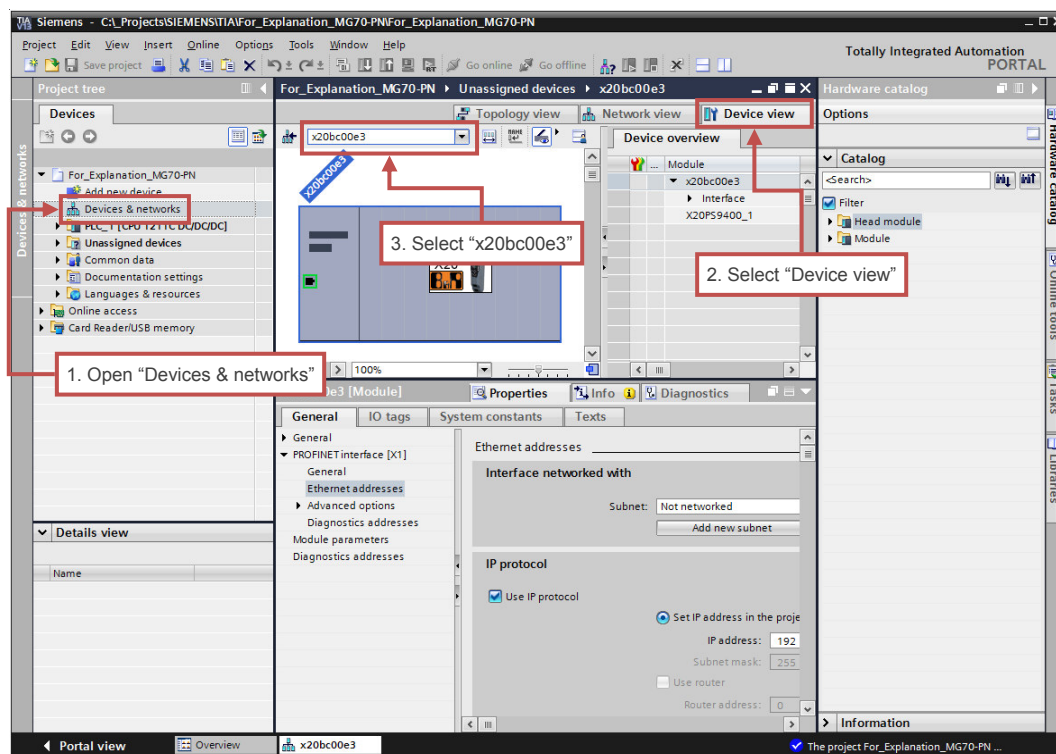 Siemens - C:\_Projects\SIEMENS\TIA\For_Explanation_MG70-PN\For_Explanation_MG70-PN
Project Edit View Insert Online Options Tools Window Help
Totally Integrated Automation
PORTAL
Save project
Go online
Go offline
Project tree
Devices
Devices & networks
For_Explanation_MG70-PN
Add new device
Devices & networks
PLC_1 [CPU 1211C DC/DC/DC]
Unassigned devices
Common data
Documentation settings
Languages & resources
Online access
Card Reader/USB memory
1. Open “Devices & networks”
Details view
Name
For_Explanation_MG70-PN
Unassigned devices
x20bc00e3
Topology view
Network view
Device view
x20bc00e3
x20bc00e3
3. Select “x20bc00e3”
X20
100%
Device overview
...
Module
x20bc00e3
Interface
X20PS9400_1
2. Select “Device view”
[Module]
Properties
Info
Diagnostics
General
IO tags
System constants
Texts
General
PROFINET interface [X1]
General
Ethernet addresses
Advanced options
Diagnostics addresses
Module parameters
Diagnostics addresses
Ethernet addresses
Interface networked with
Subnet: Not networked
Add new subnet
IP protocol
Use IP protocol
Set IP address in the proje
IP address: 192
Subnet mask: 255
Use router
Router address: 0
Hardware catalog
Options
Catalog
<Search>
Filter
Head module
Module
Information
Hardware catalog
Online tools
Tasks
Libraries
Portal view
Overview
x20bc00e3
The project For_Explanation_MG70-PN ...